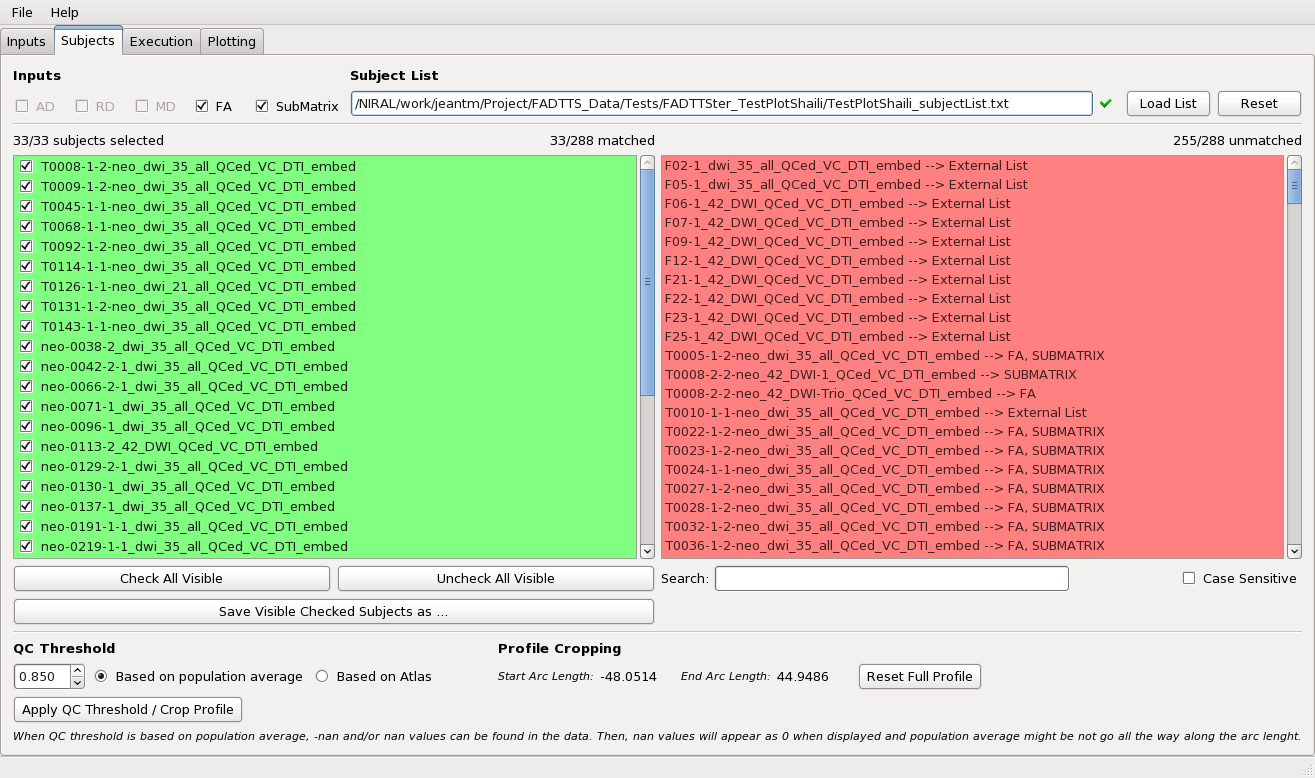 File Help
Inputs Subjects Execution Plotting
Inputs Subject List
AD RD MD FA SubMatrix /NIRAL/work/jeantm/Project/FADTTS_Data/Tests/FADTTSter_TestPlotShaili/TestPlotShaili_subjectList.txt Load List Reset
33/33 subjects selected 33/288 matched 255/288 unmatched
T0008-1-2-neo_dwi_35_all_QCed_VC_DTI_embed
T0009-1-2-neo_dwi_35_all_QCed_VC_DTI_embed
T0045-1-1-neo_dwi_35_all_QCed_VC_DTI_embed
T0068-1-1-neo_dwi_35_all_QCed_VC_DTI_embed
T0092-1-2-neo_dwi_35_all_QCed_VC_DTI_embed
T0114-1-1-neo_dwi_35_all_QCed_VC_DTI_embed
T0126-1-1-neo_dwi_21_all_QCed_VC_DTI_embed
T0131-1-2-neo_dwi_35_all_QCed_VC_DTI_embed
T0143-1-1-neo_dwi_35_all_QCed_VC_DTI_embed
neo-0038-2_dwi_35_all_QCed_VC_DTI_embed
neo-0042-2-1_dwi_35_all_QCed_VC_DTI_embed
neo-0066-2-1_dwi_35_all_QCed_VC_DTI_embed
neo-0071-1_dwi_35_all_QCed_VC_DTI_embed
neo-0096-1_dwi_35_all_QCed_VC_DTI_embed
neo-0113-2_42_DWI_QCed_VC_DTI_embed
neo-0129-2-1_dwi_35_all_QCed_VC_DTI_embed
neo-0130-1_dwi_35_all_QCed_VC_DTI_embed
neo-0137-1_dwi_35_all_QCed_VC_DTI_embed
neo-0191-1-1_dwi_35_all_QCed_VC_DTI_embed
neo-0219-1-1_dwi_35_all_QCed_VC_DTI_embed
F02-1_dwi_35_all_QCed_VC_DTI_embed --> External List
F05-1_dwi_35_all_QCed_VC_DTI_embed --> External List
F06-1_42_DWI_QCed_VC_DTI_embed --> External List
F07-1_42_DWI_QCed_VC_DTI_embed --> External List
F09-1_42_DWI_QCed_VC_DTI_embed --> External List
F12-1_42_DWI_QCed_VC_DTI_embed --> External List
F21-1_42_DWI_QCed_VC_DTI_embed --> External List
F22-1_42_DWI_QCed_VC_DTI_embed --> External List
F23-1_42_DWI_QCed_VC_DTI_embed --> External List
F25-1_42_DWI_QCed_VC_DTI_embed --> External List
T0005-1-2-neo_dwi_35_all_QCed_VC_DTI_embed --> FA, SUBMATRIX
T0008-2-2-neo_42_DWI-1_QCed_VC_DTI_embed --> SUBMATRIX
T0008-2-2-neo_42_DWI-Trio_QCed_VC_DTI_embed --> FA
T0010-1-1-neo_dwi_35_all_QCed_VC_DTI_embed --> External List
T0022-1-2-neo_dwi_35_all_QCed_VC_DTI_embed --> FA, SUBMATRIX
T0023-1-2-neo_dwi_35_all_QCed_VC_DTI_embed --> FA, SUBMATRIX
T0024-1-1-neo_dwi_35_all_QCed_VC_DTI_embed --> FA, SUBMATRIX
T0027-1-2-neo_dwi_35_all_QCed_VC_DTI_embed --> FA, SUBMATRIX
T0028-1-2-neo_dwi_35_all_QCed_VC_DTI_embed --> FA, SUBMATRIX
T0032-1-2-neo_dwi_35_all_QCed_VC_DTI_embed --> FA, SUBMATRIX
T0036-1-2-neo_dwi_35_all_QCed_VC_DTI_embed --> FA, SUBMATRIX
Check All Visible Uncheck All Visible Search: Case Sensitive
Save Visible Checked Subjects as ...
QC Threshold Profile Cropping
0.850 Based on population average Based on Atlas Start Arc Length: -48.0514 End Arc Length: 44.9486 Reset Full Profile
Apply QC Threshold / Crop Profile
When QC threshold is based on population average, -nan and/or nan values can be found in the data. Then, nan values will appear as 0 when displayed and population average might be not go all the way along the arc lenght.